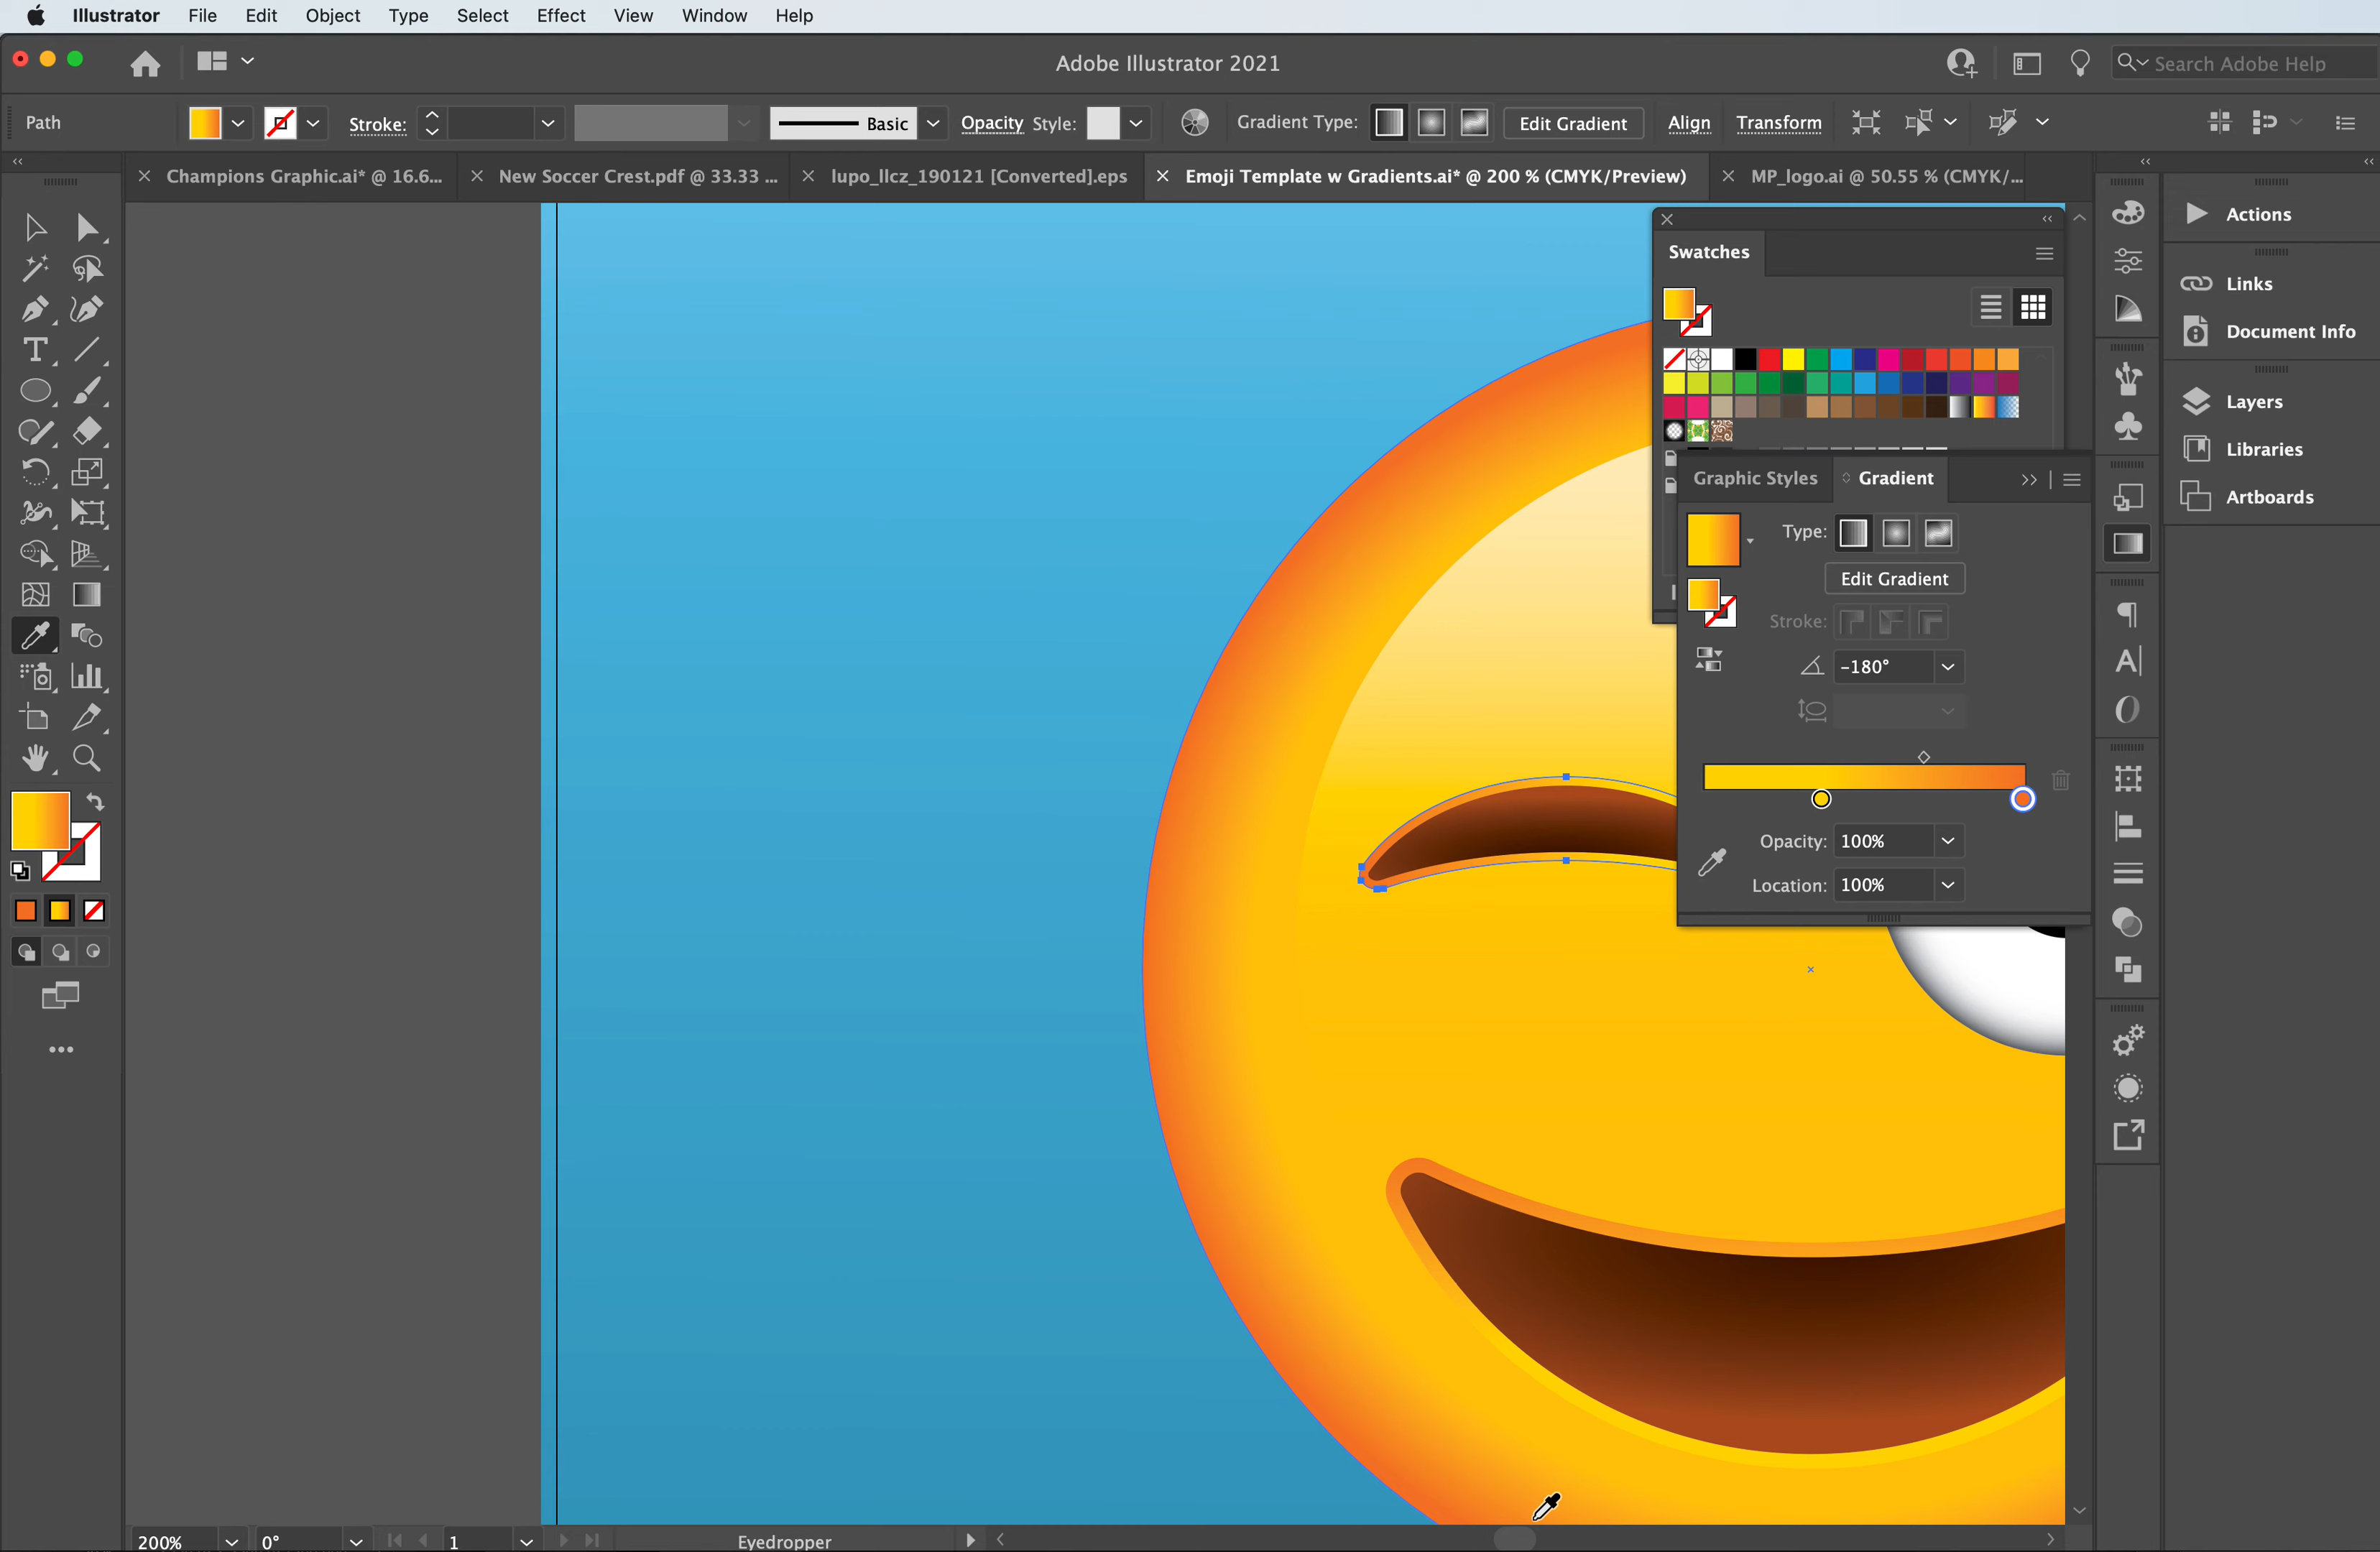 Illustrator File Edit Object Type Select Effect View Window Help
Adobe Illustrator 2021
Search Adobe Help
Path
Stroke:
Basic
Opacity Style:
Gradient Type:
Edit Gradient
Align
Transform
Champions Graphic.ai* @ 16.6...
New Soccer Crest.pdf @ 33.33 ...
lupo_llcz_190121 [Converted].eps
Emoji Template w Gradients.ai* @ 200 % (CMYK/Preview)
MP_logo.ai @ 50.55 % (CMYK/...
Swatches
Actions
Links
Document Info
Layers
Libraries
Artboards
Graphic Styles
Gradient
Type:
Edit Gradient
Stroke:
-180°
Opacity: 100%
Location: 100%
200%
0°
1
Eyedropper